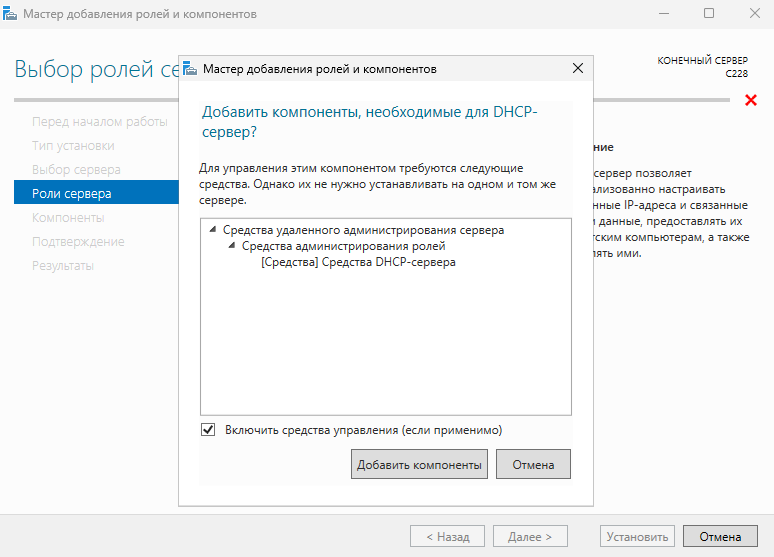 Мастер добавления ролей и компонентов
Выбор ролей се
КОНЕЧНЫЙ СЕРВЕР
C228
Перед началом работы
Тип установки
Выбор сервера
Роли сервера
Компоненты
Подтверждение
Результаты
Мастер добавления ролей и компонентов
Добавить компоненты, необходимые для DHCP-
сервер?
Для управления этим компонентом требуются следующие
средства. Однако их не нужно устанавливать на одном и том же
сервере.
Средства удаленного администрирования сервера
Средства администрирования ролей
[Средства] Средства DHCP-сервера
Включить средства управления (если применимо)
Добавить компоненты
Отмена
ние
сервер позволяет
ализованно настраивать
нные IP-адреса и связанные
и данные, предоставлять их
тским компьютерам, а также
лять ими.
< Назад
Далее >
Установить
Отмена